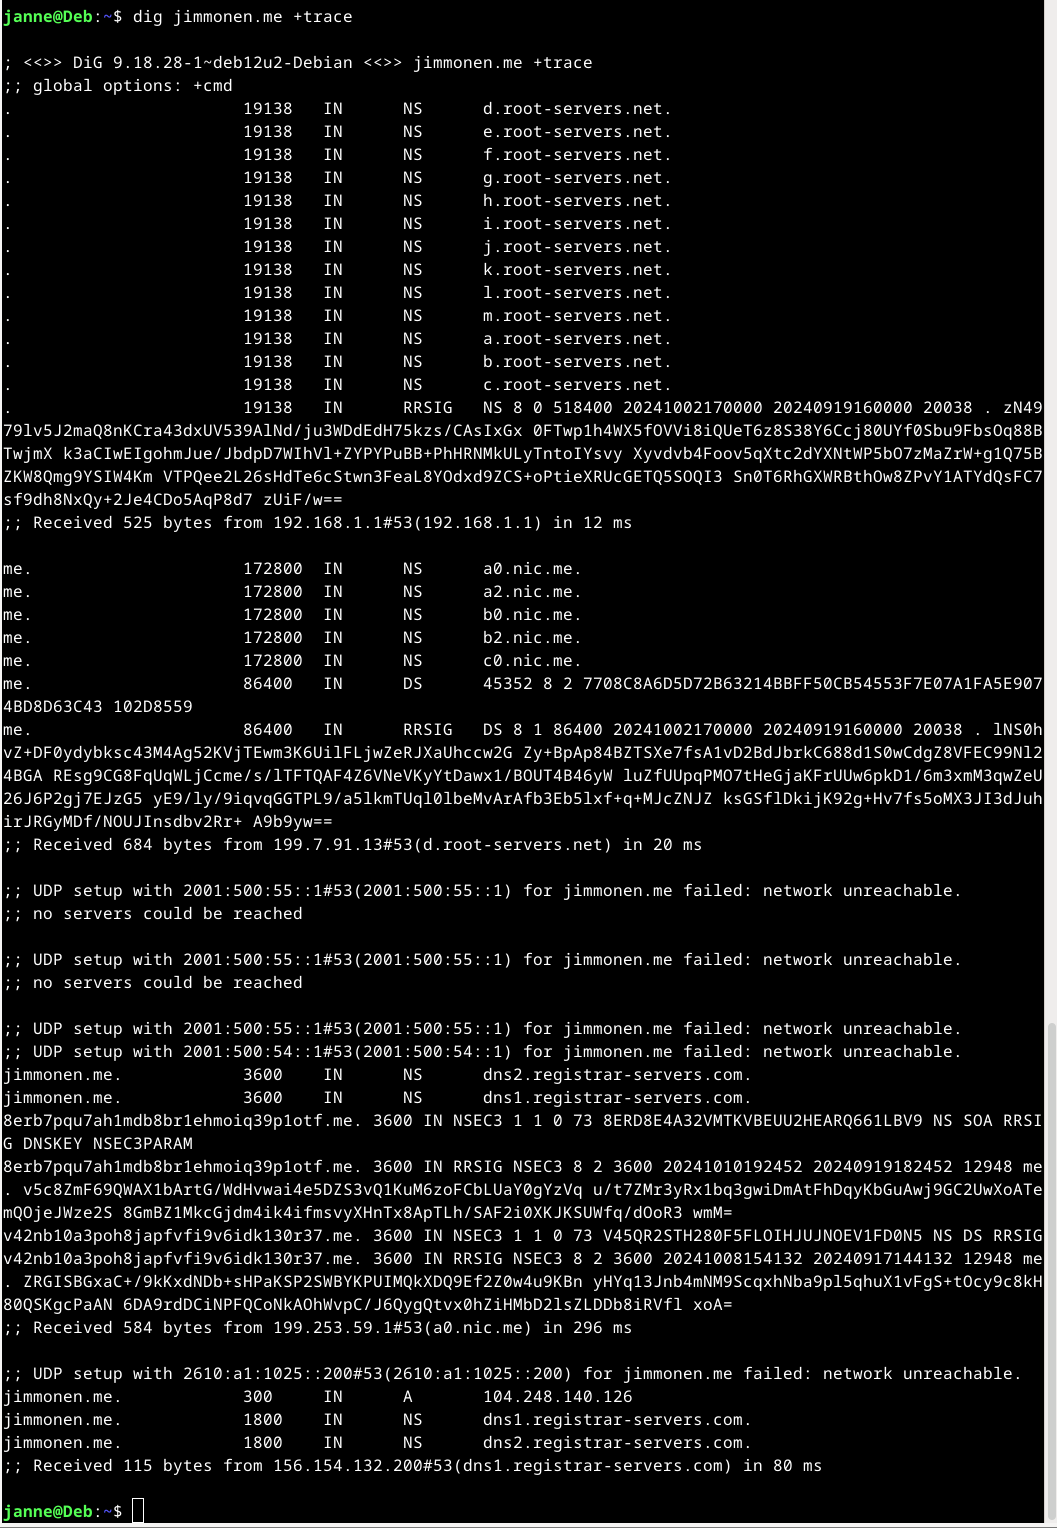 janne@Deb:~$ dig jimmonen.me +trace
; <<>> DiG 9.18.28-1~deb12u2-Debian <<>> jimmonen.me +trace
;; global options: +cmd
. 19138 IN NS d.root-servers.net.
. 19138 IN NS e.root-servers.net.
. 19138 IN NS f.root-servers.net.
. 19138 IN NS g.root-servers.net.
. 19138 IN NS h.root-servers.net.
. 19138 IN NS i.root-servers.net.
. 19138 IN NS j.root-servers.net.
. 19138 IN NS k.root-servers.net.
. 19138 IN NS l.root-servers.net.
. 19138 IN NS m.root-servers.net.
. 19138 IN NS a.root-servers.net.
. 19138 IN NS b.root-servers.net.
. 19138 IN NS c.root-servers.net.
. 19138 IN RRSIG NS 8 0 518400 20241002170000 20240919160000 20038 . zN49
79lv5J2maQ8nKCra43dxUV539AlNd/ju3WDdEdH75kzs/CAsIxGx 0FTwp1h4WX5fOVVi8iQUeT6z8S38Y6Ccj80UYf0Sbu9FbsOq88B
TwjmX k3aCIwEIgohmJue/JbdpD7WIhVl+ZYPYPuBB+PhHRNMkULyTntoIYsvy Xyvdvb4Foov5qXtc2dYXNtWP5bO7zMaZrW+g1Q75B
ZKW8Qmg9YSIW4Km VTPQee2L26sHdTe6cStwn3FeaL8YOdxd9ZCS+oPtieXRUcGETQ5SOQI3 Sn0T6RhGXWRBthOw8ZPvY1ATYdQsFC7
sf9dh8NxQy+2Je4CDo5AqP8d7 zUiF/w==
;; Received 525 bytes from 192.168.1.1#53(192.168.1.1) in 12 ms
me. 172800 IN NS a0.nic.me.
me. 172800 IN NS a2.nic.me.
me. 172800 IN NS b0.nic.me.
me. 172800 IN NS b2.nic.me.
me. 172800 IN NS c0.nic.me.
me. 86400 IN DS 45352 8 2 7708C8A6D5D72B63214BBFF50CB54553F7E07A1FA5E907
4BD8D63C43 102D8559
me. 86400 IN RRSIG DS 8 1 86400 20241002170000 20240919160000 20038 . lNS0h
vZ+DF0ydybksc43M4Ag52KVjTEwm3K6UilFLjwZeRJXaUhccw2G Zy+BpAp84BZTSXe7fsA1vD2BdJbrkC688d1S0wCdgZ8VFEC99Nl2
4BGA REsg9CG8FqUqWLjCcme/s/lTFTQAF4Z6VNeVKyYtDawx1/BOUT4B46yW luZfUUpqPMO7tHeGjaKFrUUw6pkD1/6m3xmM3qwZeU
26J6P2gj7EJzG5 yE9/ly/9iqvqGGTPL9/a5lkmTUql0lbeMvArAfb3Eb5lxf+q+MJcZNJZ ksGSflDkijK92g+Hv7fs5oMX3JI3dJuh
irJRGyMDf/NOUJInsdbv2Rr+ A9b9yw==
;; Received 684 bytes from 199.7.91.13#53(d.root-servers.net) in 20 ms
;; UDP setup with 2001:500:55::1#53(2001:500:55::1) for jimmonen.me failed: network unreachable.
;; no servers could be reached
;; UDP setup with 2001:500:55::1#53(2001:500:55::1) for jimmonen.me failed: network unreachable.
;; no servers could be reached
;; UDP setup with 2001:500:55::1#53(2001:500:55::1) for jimmonen.me failed: network unreachable.
;; UDP setup with 2001:500:54::1#53(2001:500:54::1) for jimmonen.me failed: network unreachable.
jimmonen.me. 3600 IN NS dns2.registrar-servers.com.
jimmonen.me. 3600 IN NS dns1.registrar-servers.com.
8erb7pqu7ah1mdb8br1ehmoiq39p1otf.me. 3600 IN NSEC3 1 1 0 73 8ERD8E4A32VMTKVBEUU2HEARQ661LBV9 NS SOA RRSI
G DNSKEY NSEC3PARAM
8erb7pqu7ah1mdb8br1ehmoiq39p1otf.me. 3600 IN RRSIG NSEC3 8 2 3600 20241010192452 20240919182452 12948 me
. v5c8ZmF69QWAX1bArtG/WdHvwai4e5DZS3vQ1KuM6zoFCbLUaY0gYzVq u/t7ZMr3yRx1bq3gwiDmAtFhDqyKbGuAwj9GC2UwXoATe
mQOjeJWze2S 8GmBZ1MkcGjdm4ik4ifmsvyXHnTx8ApTLh/SAF2i0XKJKSUWfq/dOoR3 wmM=
v42nb10a3poh8japfvfi9v6idk130r37.me. 3600 IN NSEC3 1 1 0 73 V45QR2STH280F5FLOIHJUJNOEV1FD0N5 NS DS RRSIG
v42nb10a3poh8japfvfi9v6idk130r37.me. 3600 IN RRSIG NSEC3 8 2 3600 20241008154132 20240917144132 12948 me
. ZRGISBGxaC+/9kKxdNDb+sHPaKSP2SWBYKPUIMQkXDQ9Ef2Z0w4u9KBn yHYq13Jnb4mNM9ScqxhNba9pl5qhuX1vFgS+tOcy9c8kH
80QSKgcPaAN 6DA9rdDCiNPFQCoNkAOhWvpC/J6QygQtvx0hZiHMbD2lsZLDDb8iRVfl xoA=
;; Received 584 bytes from 199.253.59.1#53(a0.nic.me) in 296 ms
;; UDP setup with 2610:a1:1025::200#53(2610:a1:1025::200) for jimmonen.me failed: network unreachable.
jimmonen.me. 300 IN A 104.248.140.126
jimmonen.me. 1800 IN NS dns1.registrar-servers.com.
jimmonen.me. 1800 IN NS dns2.registrar-servers.com.
;; Received 115 bytes from 156.154.132.200#53(dns1.registrar-servers.com) in 80 ms
janne@Deb:~$